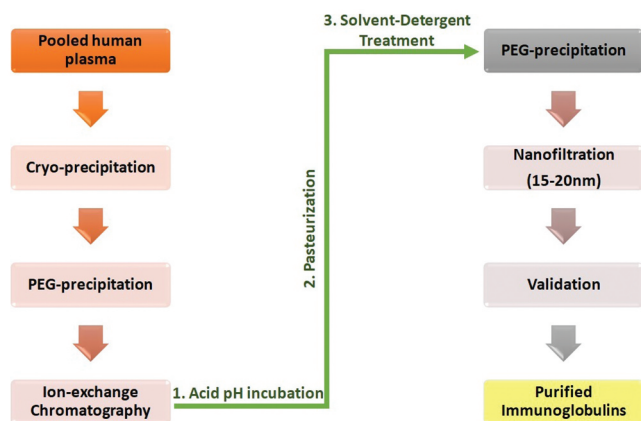 Pooled human
plasma
Cryo-precipitation
PEG-precipitation
Ion-exchange
Chromatography
1. Acid pH incubation
2. Pasteurization
3. Solvent-Detergent
Treatment
PEG-precipitation
Nanofiltration
(15-20nm)
Validation
Purified
Immunoglobulins